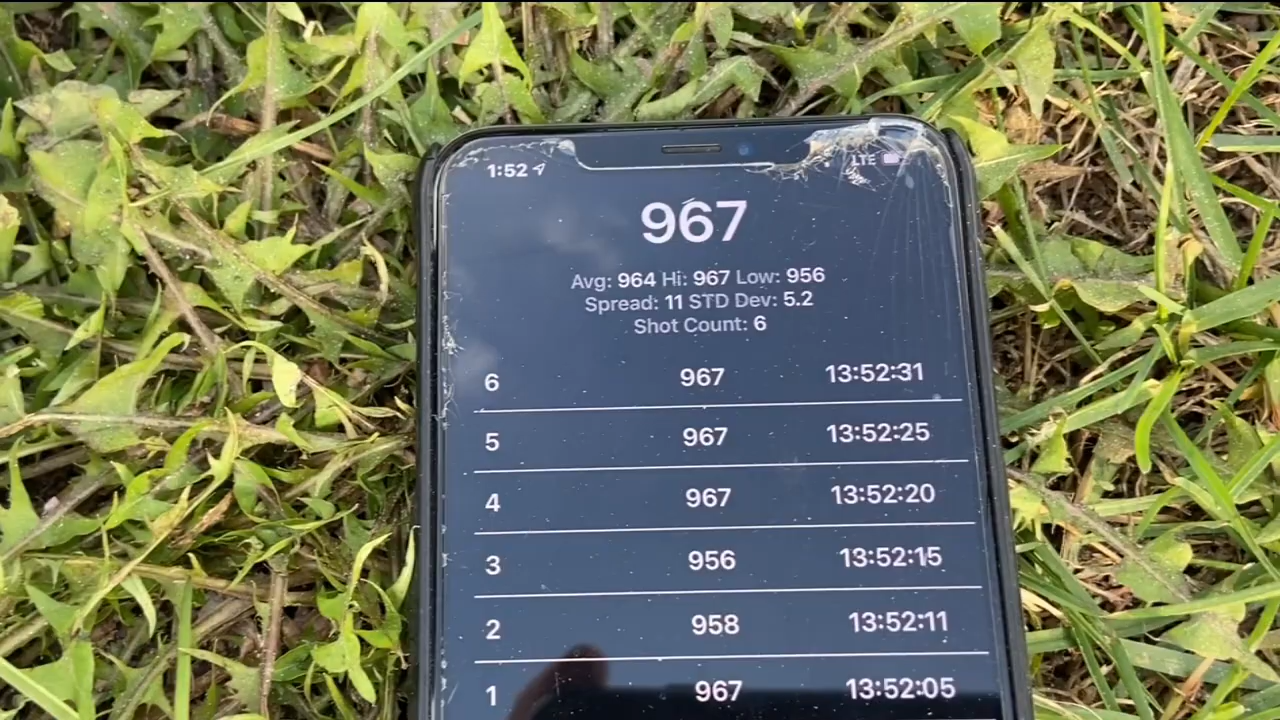 1:52 LTE
967
Avg: 964 Hi: 967 Low: 956
Spread: 11 STD Dev: 5.2
Shot Count: 6
6 967 13:52:31
5 967 13:52:25
4 967 13:52:20
3 956 13:52:15
2 958 13:52:11
1 967 13:52:05